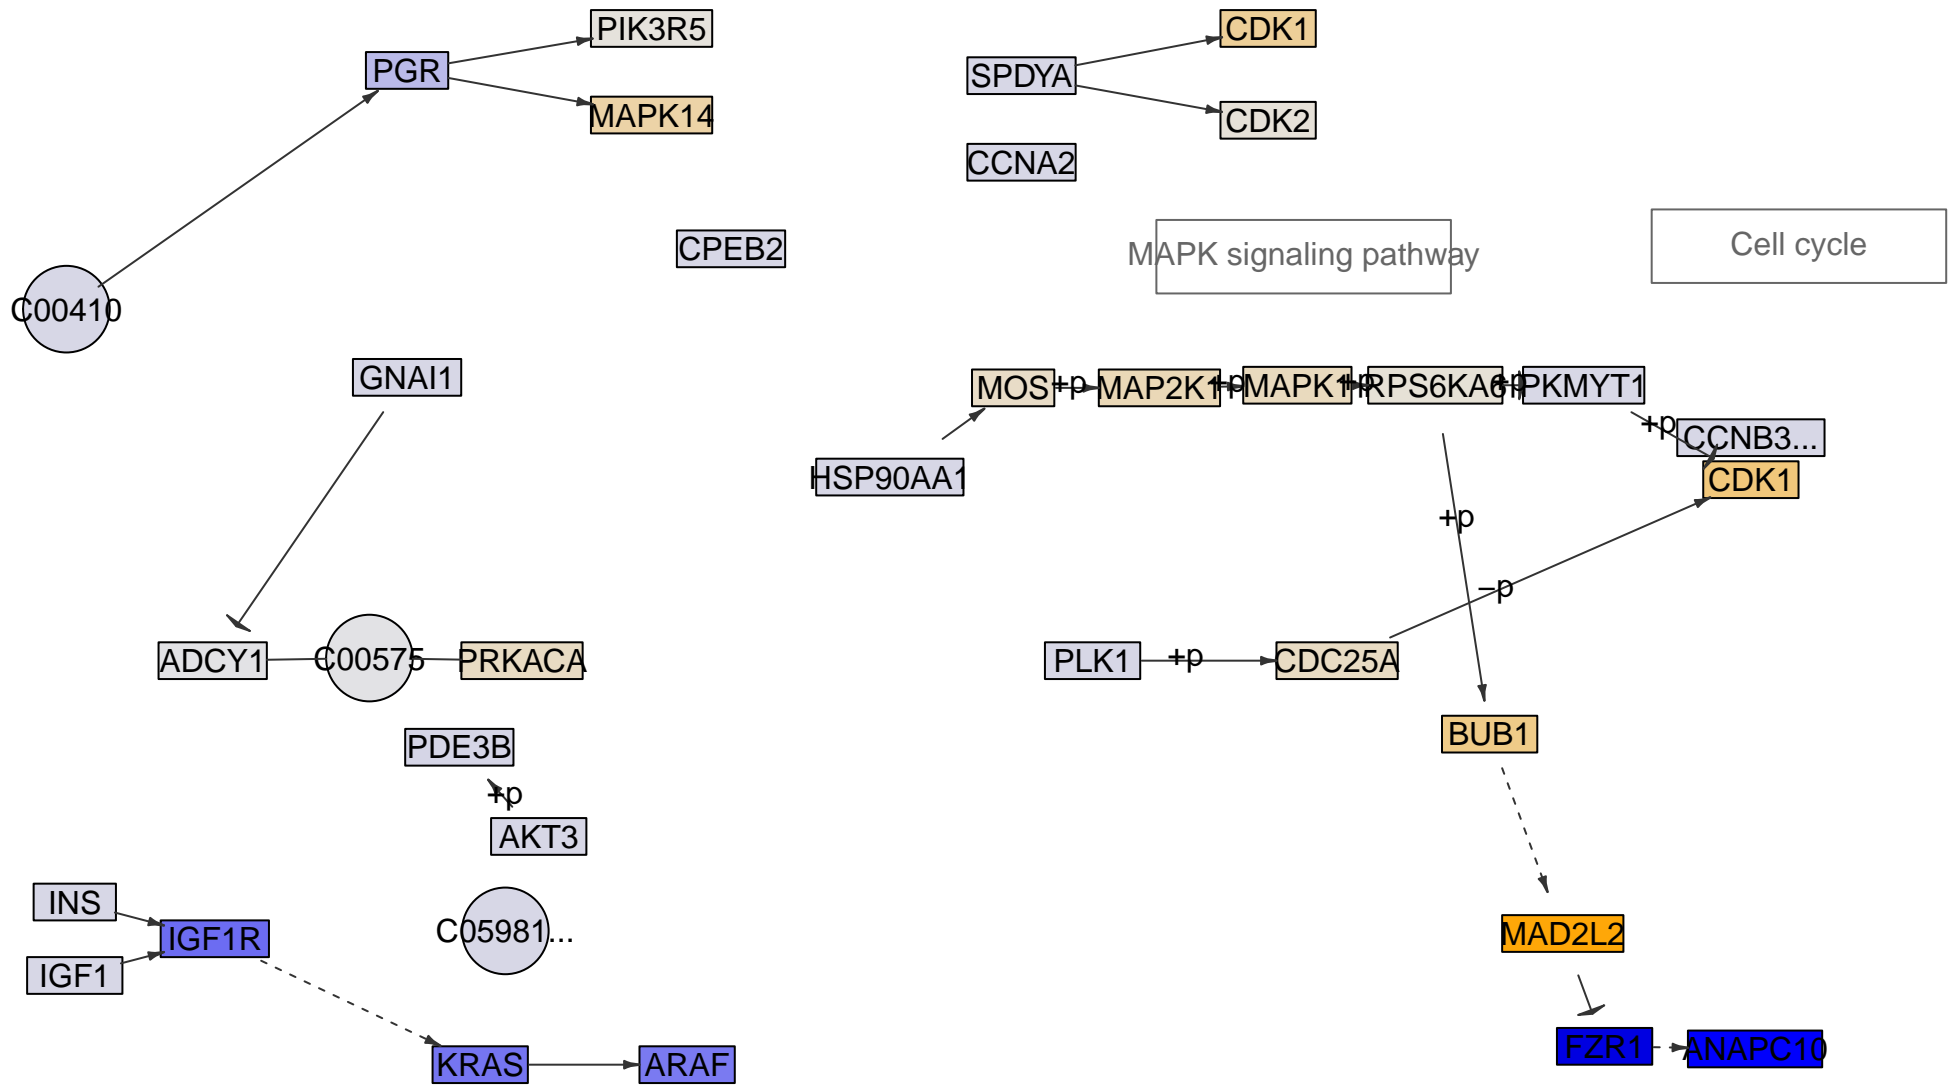 PIK3R5
CDK1
PGR
SPDYA
MAPK14
CDK2
CCNA2
CPEB2
MAPK signaling pathway
Cell cycle
C00410
GNAI1
MOS
+p
MAP2K1
+p
MAPK1
+p
RPS6KA6
+p
PKMYT1
+p
CCNB3...
HSP90AA1
CDK1
+p
−p
ADCY1
C00575
PRKACA
PLK1
+p
CDC25A
BUB1
PDE3B
+p
AKT3
INS
IGF1R
C05981...
MAD2L2
IGF1
KRAS
ARAF
FZR1
ANAPC10